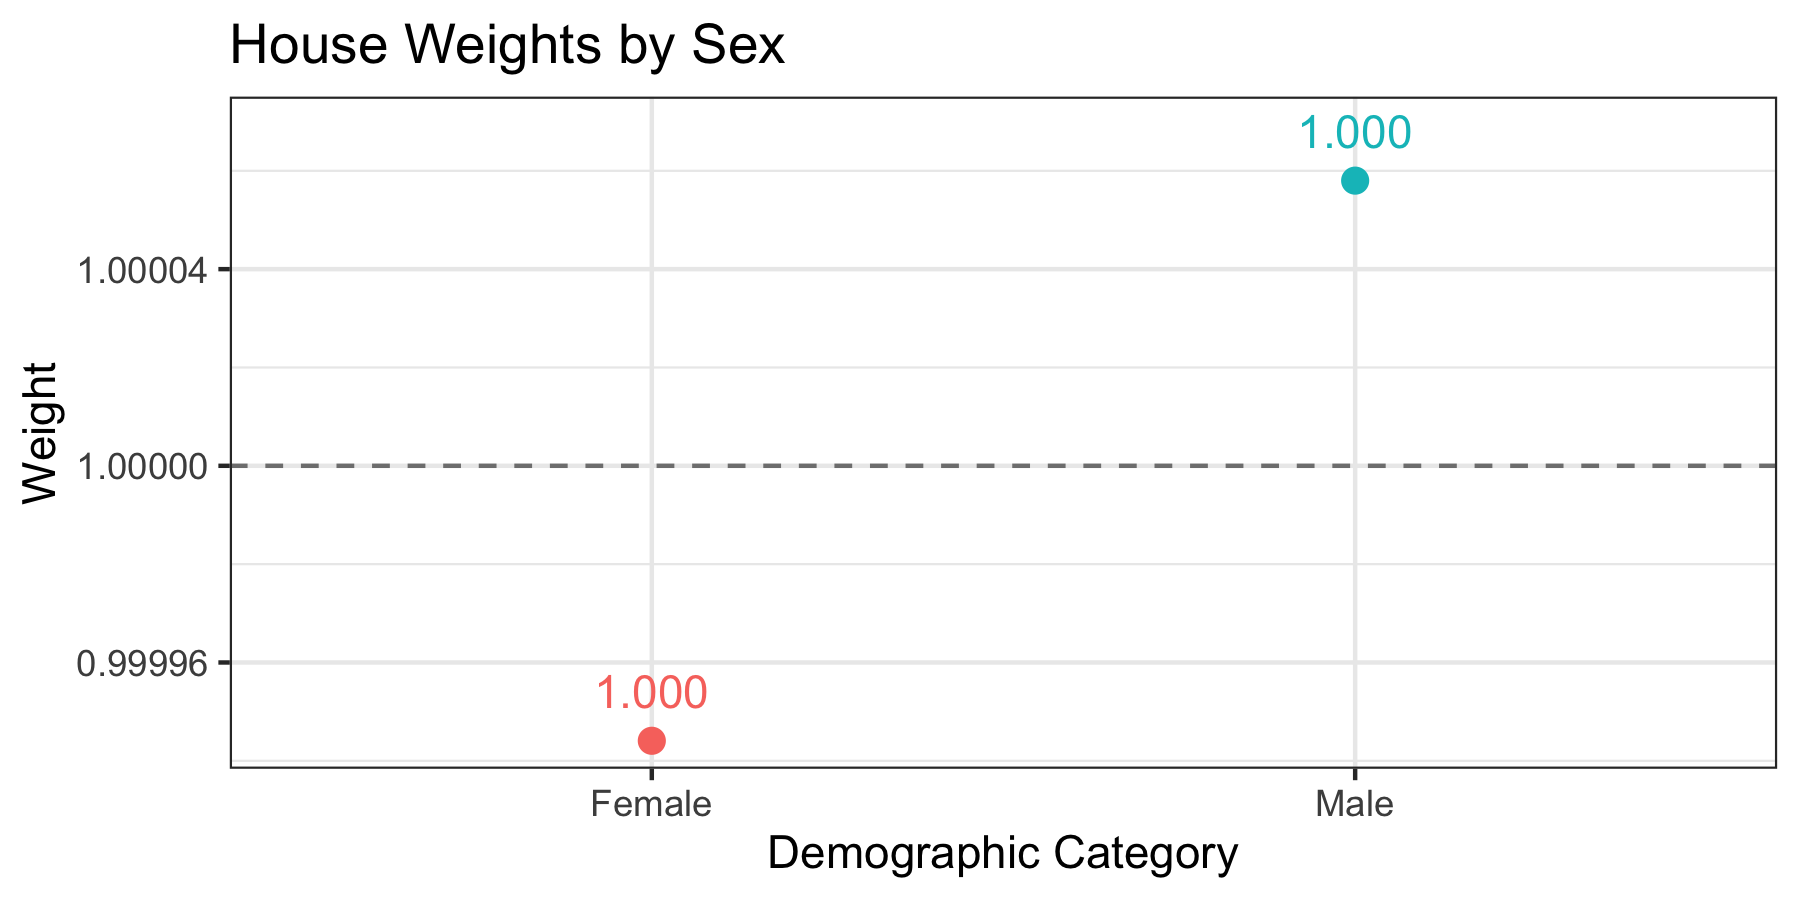 House Weights by Sex
1.000
1.00004
Weight
1.00000
0.99996
1.000
Female
Male
Demographic Category